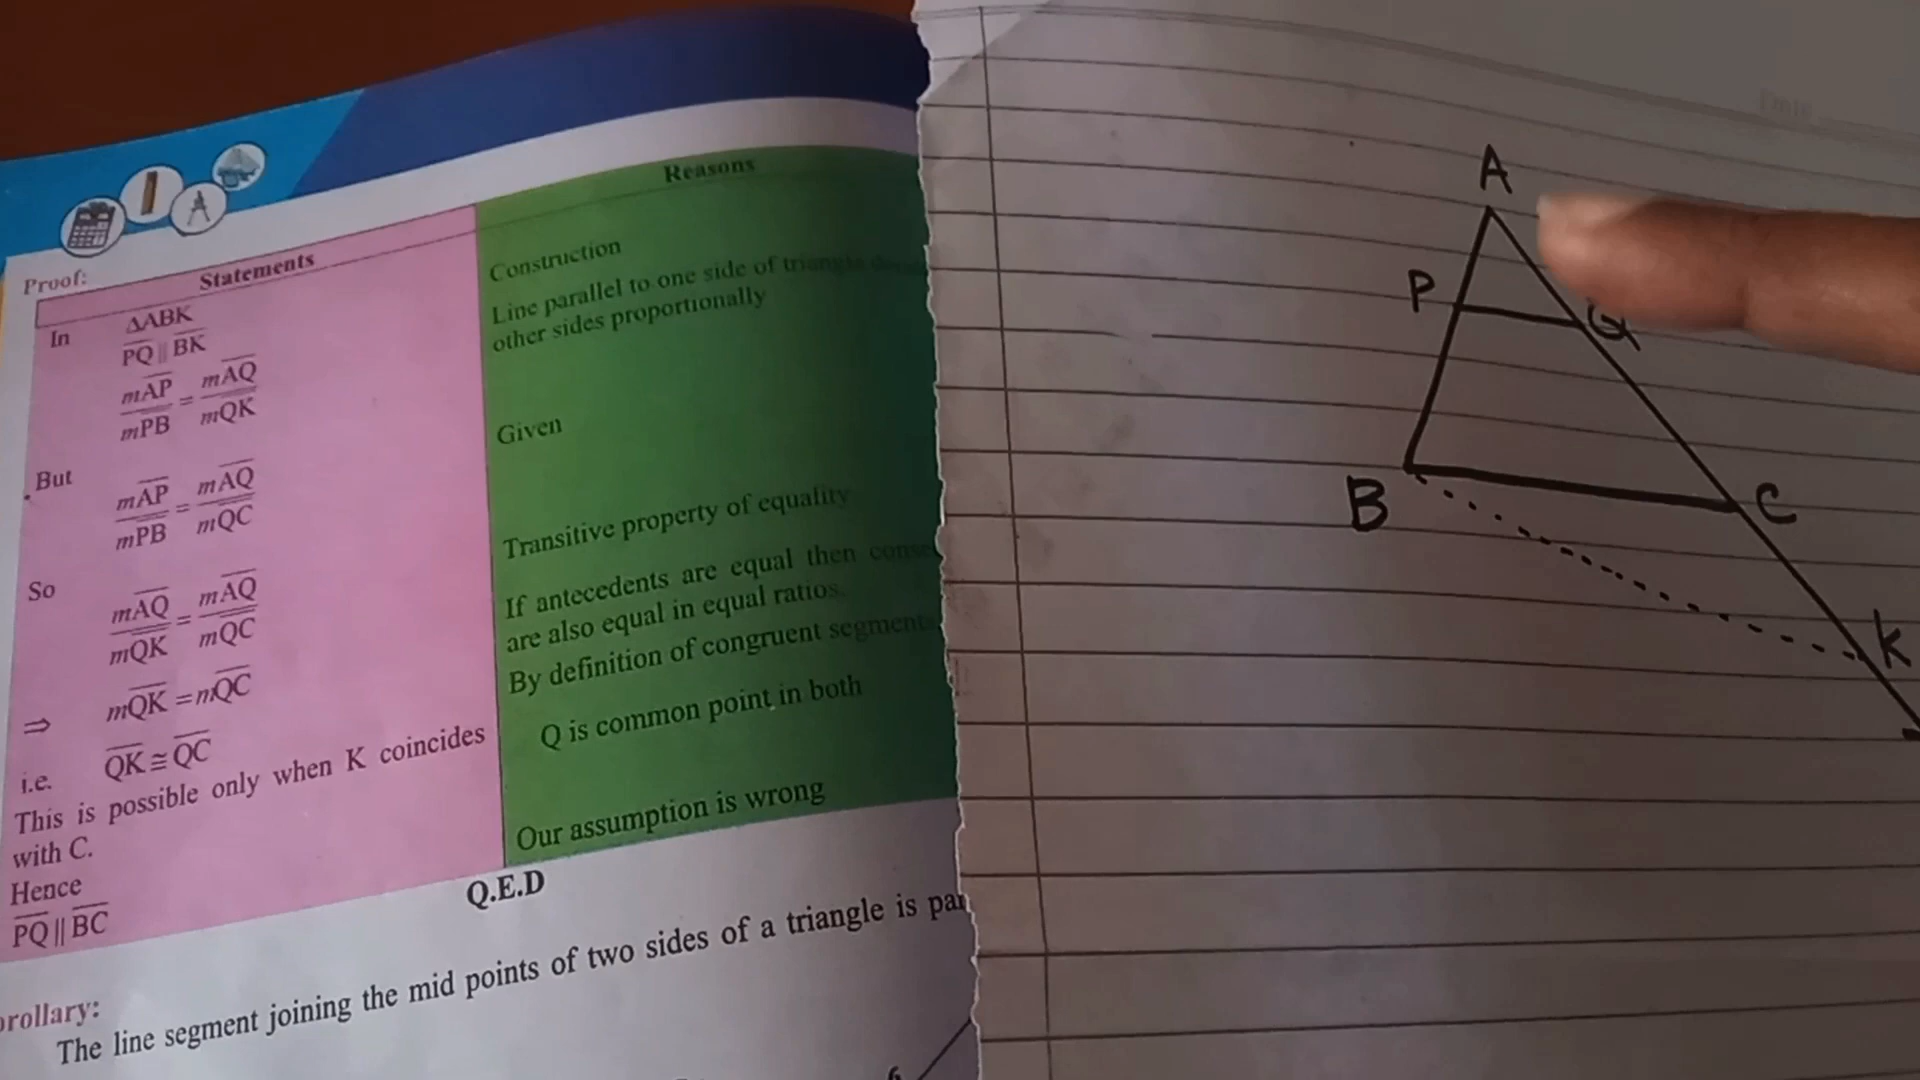 Proof:
Statements
Reasons
In ΔABK
PQ || BK
mAP/mPB = mAQ/mQK
But
mAP/mPB = mAQ/mQC
So
mAQ/mQK = mAQ/mQC
⇒ mQK = mQC
i.e. QK ≅ QC
This is possible only when K coincides
with C.
Hence
PQ || BC
Construction
Line parallel to one side of triangle
other sides proportionally
Given
Transitive property of equality
If antecedents are equal then
are also equal in equal ratios.
By definition of congruent segment
Q is common point in both
Our assumption is wrong
Q.E.D
orollary:
The line segment joining the mid points of two sides of a triangle is
A
P
Q
B
C
K